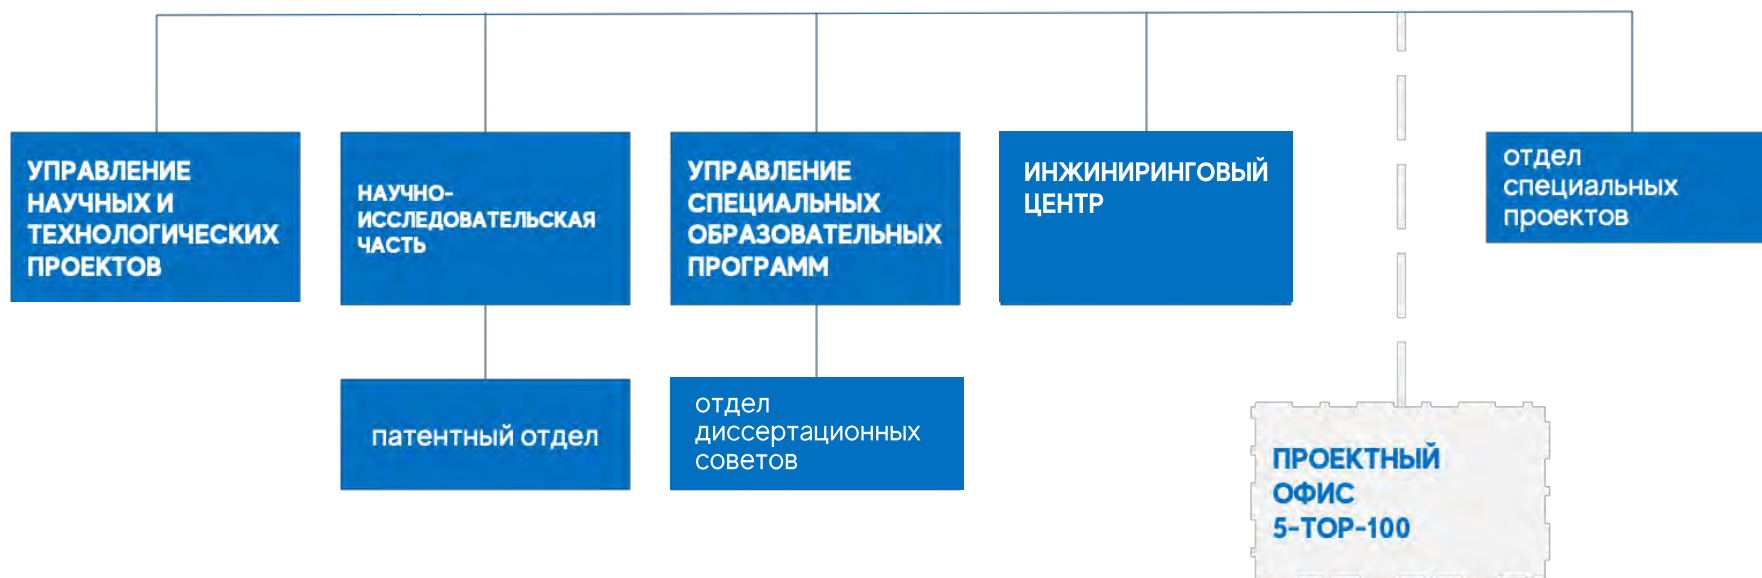 УПРАВЛЕНИЕ
НАУЧНЫХ И
ТЕХНОЛОГИЧЕСКИХ
ПРОЕКТОВ
НАУЧНО-
ИССЛЕДОВАТЕЛЬСКАЯ
ЧАСТЬ
УПРАВЛЕНИЕ
СПЕЦИАЛЬНЫХ
ОБРАЗОВАТЕЛЬНЫХ
ПРОГРАММ
ИНЖИНИРИНГОВЫЙ
ЦЕНТР
отдел
специальных
проектов
патентный отдел
отдел
диссертационных
советов
ПРОЕКТНЫЙ
ОФИС
5-ТОР-100